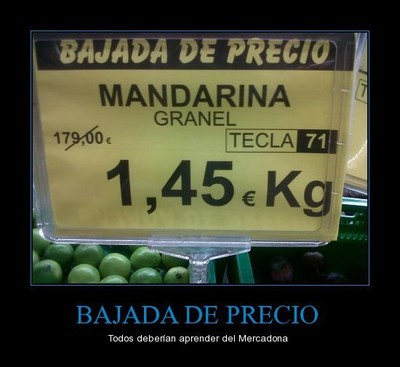 BAJADA DE PRECIO
MANDARINA
GRANEL
179,00 €
TECLA 71
1,45 € Kg
BAJADA DE PRECIO
Todos deberían aprender del Mercadona